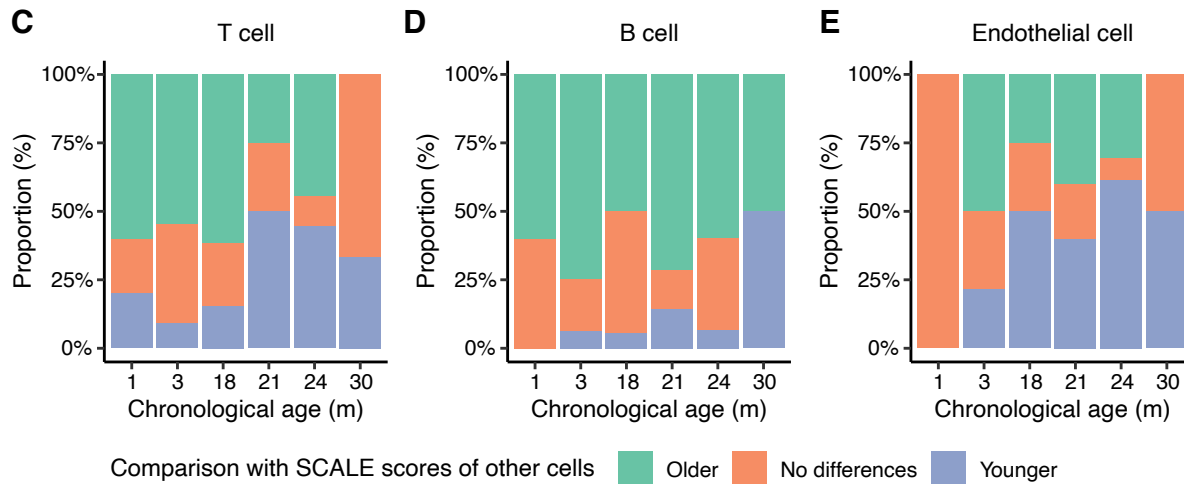 C
T cell
100%
75%
50%
25%
0%
Proportion (%)
1 3 18 21 24 30
Chronological age (m)
D
B cell
100%
75%
50%
25%
0%
Proportion (%)
1 3 18 21 24 30
Chronological age (m)
E
Endothelial cell
100%
75%
50%
25%
0%
Proportion (%)
1 3 18 21 24 30
Chronological age (m)
Comparison with SCALE scores of other cells Older No differences Younger